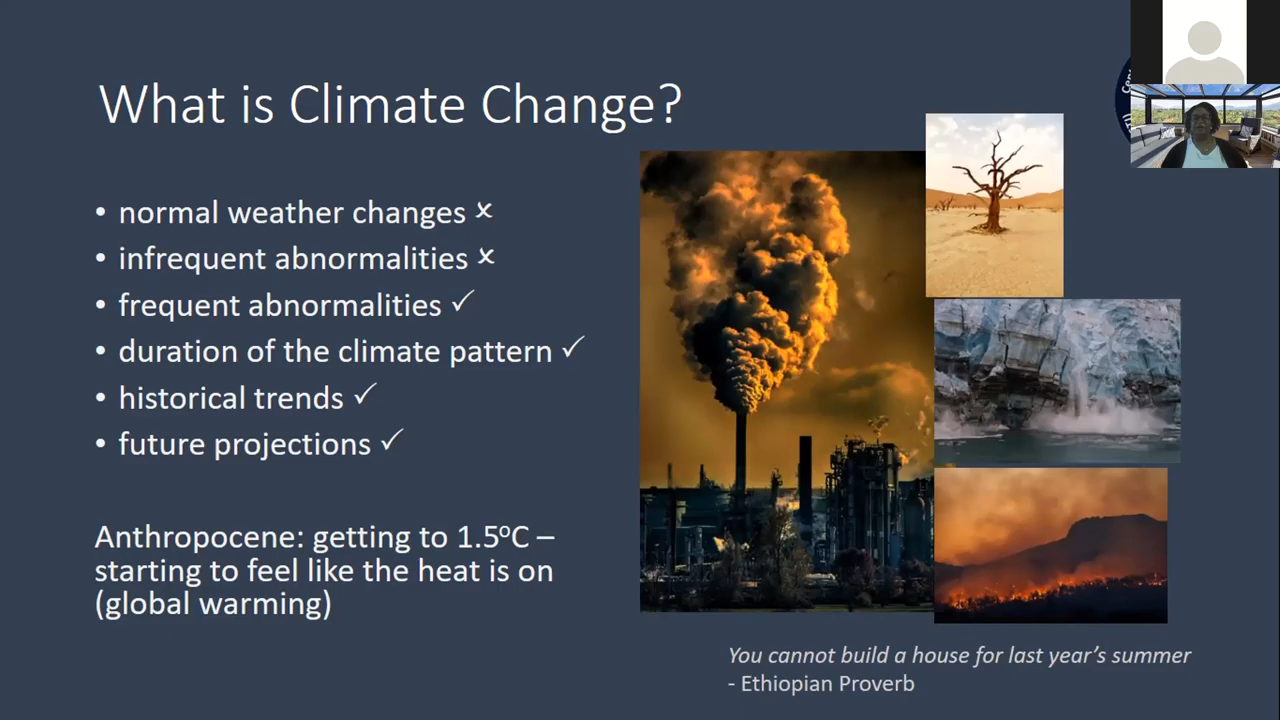 What is Climate Change?
• normal weather changes ✗
• infrequent abnormalities ✗
• frequent abnormalities ✓
• duration of the climate pattern ✓
• historical trends ✓
• future projections ✓
Anthropocene: getting to 1.5ºC –
starting to feel like the heat is on
(global warming)
You cannot build a house for last year’s summer
- Ethiopian Proverb